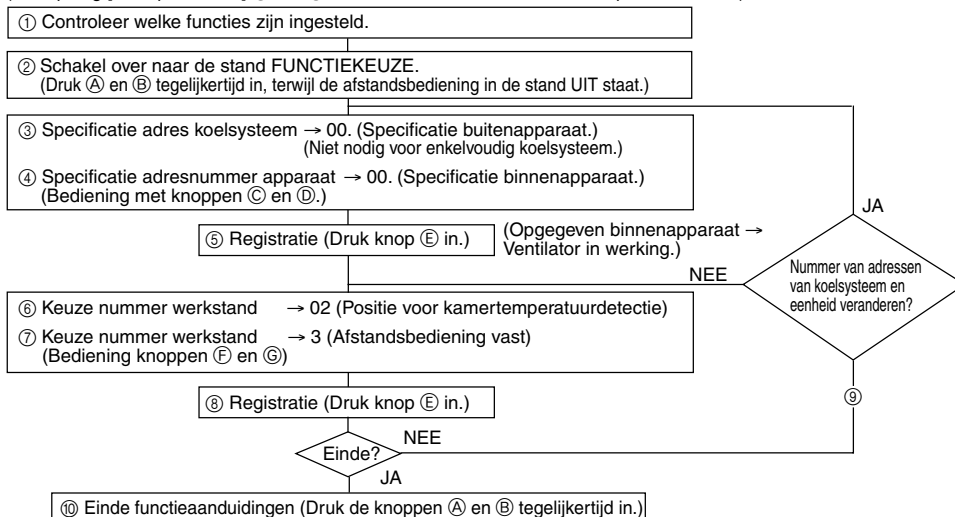 ① Controleer welke functies zijn ingesteld.
② Schakel over naar de stand FUNCTIEKEUZE.
(Druk Ⓐ en Ⓑ tegelijkertijd in, terwijl de afstandsbediening in de stand UIT staat.)
③ Specificatie adres koelsysteem → 00. (Specificatie buitenapparaat.)
(Niet nodig voor enkelvoudig koelsysteem.)
④ Specificatie adresnummer apparaat → 00. (Specificatie binnenapparaat.)
(Bediening met knoppen Ⓒ en Ⓓ.)
JA
⑤ Registratie (Druk knop Ⓔ in.)
(Opgegeven binnenapparaat →
Ventilator in werking.)
NEE
Nummer van adressen
van koelsysteem en
eenheid veranderen?
⑥ Keuze nummer werkstand → 02 (Positie voor kamertemperatuurdetectie)
⑦ Keuze nummer werkstand → 3 (Afstandsbediening vast)
(Bediening knoppen Ⓕ en Ⓖ)
⑧ Registratie (Druk knop Ⓔ in.)
⑨
NEE
Einde?
JA
⑩ Einde functieaanduidingen (Druk de knoppen Ⓐ en Ⓑ tegelijkertijd in.)